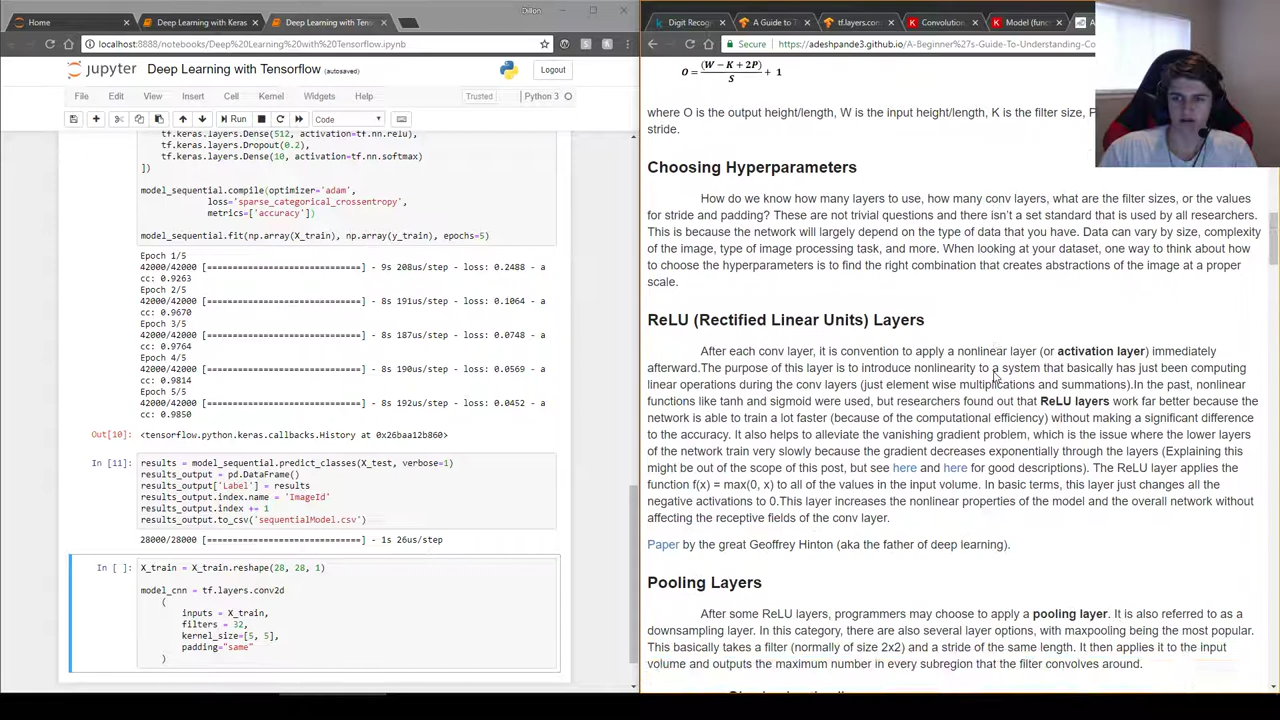 Home
Deep Learning with Keras
Deep Learning with Ten
Dillon
localhost:8888/notebooks/Deep%20Learning%20with%20Tensorflow.ipynb
jupyter Deep Learning with Tensorflow (autosaved)
Logout
File Edit View Insert Cell Kernel Widgets Help
Trusted Python 3
Run
Code
tf.keras.layers.Dense(512, activation=tf.nn.relu),
tf.keras.layers.Dropout(0.2),
tf.keras.layers.Dense(10, activation=tf.nn.softmax)
])
model_sequential.compile(optimizer='adam',
loss='sparse_categorical_crossentropy',
metrics=['accuracy'])
model_sequential.fit(np.array(X_train), np.array(y_train), epochs=5)
Epoch 1/5
42000/42000 [==============================] - 9s 208us/step - loss: 0.2488 - a
cc: 0.9263
Epoch 2/5
42000/42000 [==============================] - 8s 191us/step - loss: 0.1064 - a
cc: 0.9670
Epoch 3/5
42000/42000 [==============================] - 8s 187us/step - loss: 0.0748 - a
cc: 0.9764
Epoch 4/5
42000/42000 [==============================] - 8s 190us/step - loss: 0.0569 - a
cc: 0.9814
Epoch 5/5
42000/42000 [==============================] - 8s 192us/step - loss: 0.0452 - a
cc: 0.9850
Out[10]: <tensorflow.python.keras.callbacks.History at 0x26baa12b860>
In [11]: results = model_sequential.predict_classes(X_test, verbose=1)
results_output = pd.DataFrame()
results_output['Label'] = results
results_output.index.name = 'ImageId'
results_output.index += 1
results_output.to_csv('sequentialModel.csv')
28000/28000 [==============================] - 1s 26us/step
In [ ]: X_train = X_train.reshape(28, 28, 1)
model_cnn = tf.layers.conv2d
(
inputs = X_train,
filters = 32,
kernel_size=[5, 5],
padding="same"
)
Digit Recog
A Guide to T
tf.layers.con
Convolution
Model (func
Secure https://adeshpande3.github.io/A-Beginner%27s-Guide-To-Understanding-Co
O = (W − K + 2P) / S + 1
where O is the output height/length, W is the input height/length, K is the filter size, P
stride.
Choosing Hyperparameters
How do we know how many layers to use, how many conv layers, what are the filter sizes, or the values
for stride and padding? These are not trivial questions and there isn't a set standard that is used by all researchers.
This is because the network will largely depend on the type of data that you have. Data can vary by size, complexity
of the image, type of image processing task, and more. When looking at your dataset, one way to think about how
to choose the hyperparameters is to find the right combination that creates abstractions of the image at a proper
scale.
ReLU (Rectified Linear Units) Layers
After each conv layer, it is convention to apply a nonlinear layer (or activation layer) immediately
afterward.The purpose of this layer is to introduce nonlinearity to a system that basically has just been computing
linear operations during the conv layers (just element wise multiplications and summations).In the past, nonlinear
functions like tanh and sigmoid were used, but researchers found out that ReLU layers work far better because the
network is able to train a lot faster (because of the computational efficiency) without making a significant difference
to the accuracy. It also helps to alleviate the vanishing gradient problem, which is the issue where the lower layers
of the network train very slowly because the gradient decreases exponentially through the layers (Explaining this
might be out of the scope of this post, but see here and here for good descriptions). The ReLU layer applies the
function f(x) = max(0, x) to all of the values in the input volume. In basic terms, this layer just changes all the
negative activations to 0.This layer increases the nonlinear properties of the model and the overall network without
affecting the receptive fields of the conv layer.
Paper by the great Geoffrey Hinton (aka the father of deep learning).
Pooling Layers
After some ReLU layers, programmers may choose to apply a pooling layer. It is also referred to as a
downsampling layer. In this category, there are also several layer options, with maxpooling being the most popular.
This basically takes a filter (normally of size 2x2) and a stride of the same length. It then applies it to the input
volume and outputs the maximum number in every subregion that the filter convolves around.